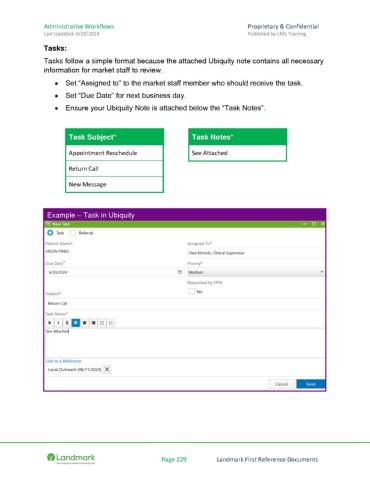 Administrative Workflows Proprietary & Confidential
Last Updated: 6/20/2024 Published by LM1 Training
Tasks:
Tasks follow a simple format because the attached Ubiquity note contains all necessary
information for market staff to review.
• Set “Assigned to” to the market staff member who should receive the task.
• Set “Due Date” for next business day.
• Ensure your Ubiquity Note is attached below the “Task Notes”.
Task Subject* Task Notes*
Appointment Reschedule See Attached
Return Call
New Message
Example – Task in Ubiquity
New Task
Task Referral
Patient Name* Assigned To*
HELEN PINES Paul Nichols, Clinical Supervisor
Due Date* Priority*
6/20/2024 Medium
Requested by PPM
Yes
Subject*
Return Call
Task Notes*
B I U
See Attached
Link to a Reference
Local Outreach (06/11/2024) X
Cancel Send
Landmark
Page 229 Landmark First Reference Documents